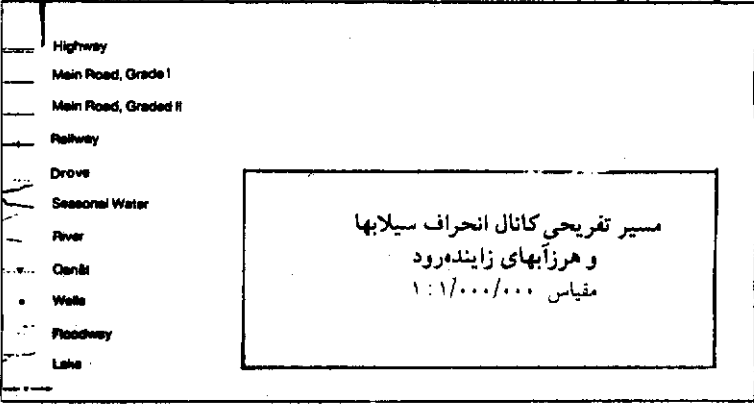 Highway
Main Road, Grade I
Main Road, Graded II
Railway
Drove
Seasonal Water
River
Qanāt
Wells
Floodway
Lake
مسیر تفریحی کانال انحراف سیلابها
و هرزآبهای زاینده‌رود
مقیاس ۱:۱/۰۰۰/۰۰۰